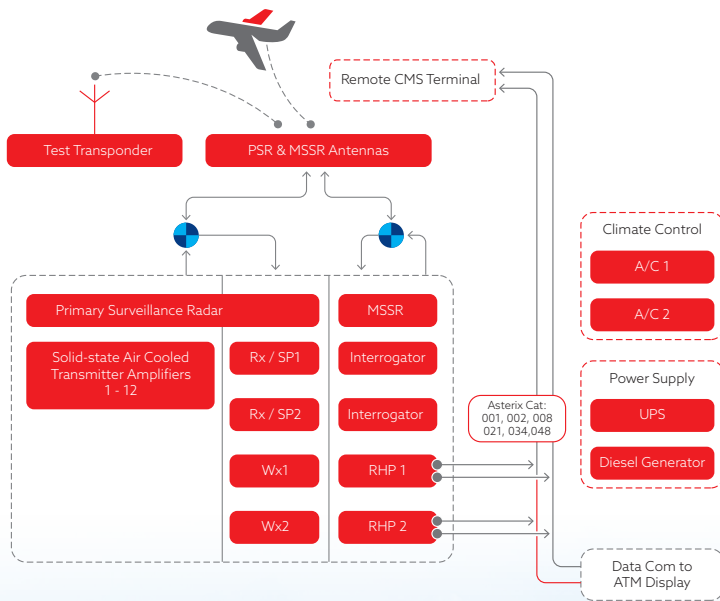 Remote CMS Terminal
Test Transponder
PSR & MSSR Antennas
Climate Control
A/C 1
A/C 2
Primary Surveillance Radar
MSSR
Solid-state Air Cooled
Transmitter Amplifiers
1 - 12
Rx / SP1
Interrogator
Rx / SP2
Interrogator
Wx1
RHP 1
Wx2
RHP 2
Asterix Cat:
001, 002, 008
021, 034,048
Power Supply
UPS
Diesel Generator
Data Com to
ATM Display